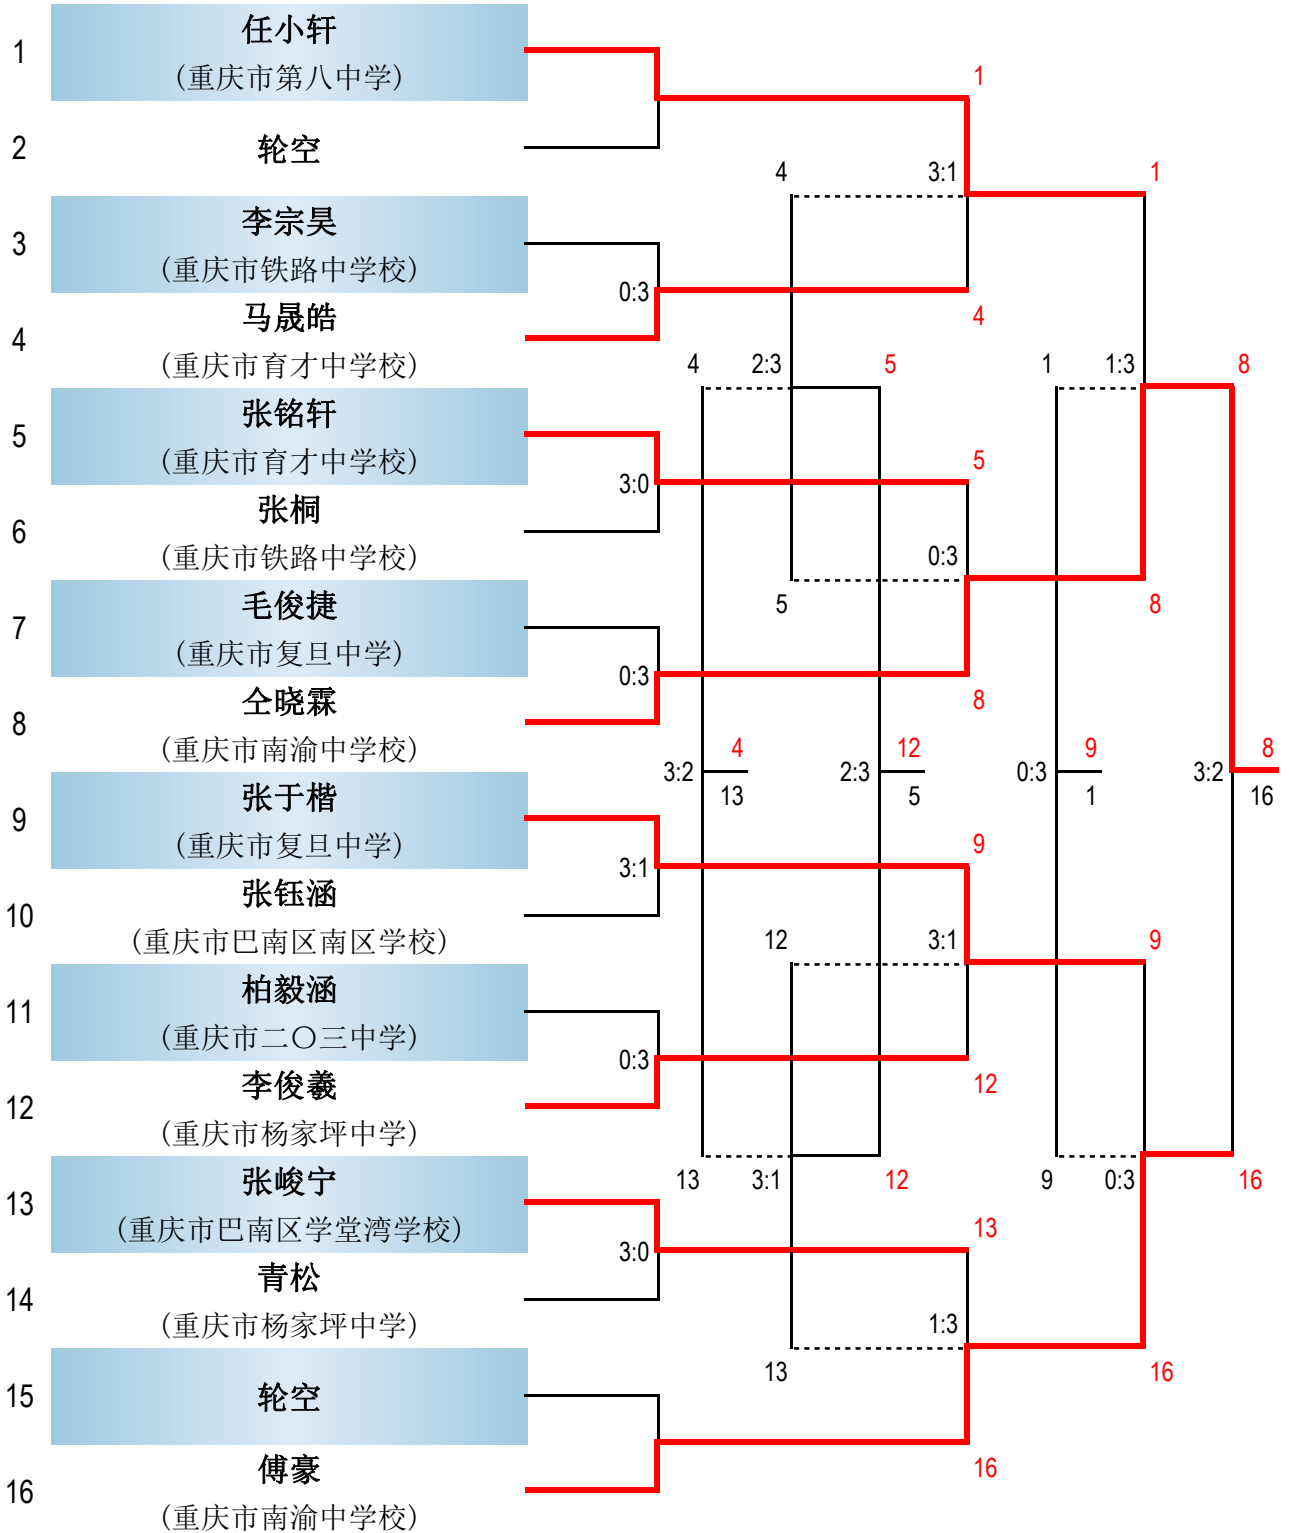 任小轩
1
(重庆市第八中学)
1
2
轮空
4
3:1
1
李宗昊
3
(重庆市铁路中学校)
0:3
马晟皓
4
4
(重庆市育才中学校)
4
2:3
5
1
1:3
8
张铭轩
5
(重庆市育才中学校)
5
3:0
张桐
6
(重庆市铁路中学校)
0:3
毛俊捷
5
8
7
(重庆市复旦中学)
0:3
仝晓霖
8
8
(重庆市南渝中学校)
4
12
9
8
3:2
2:3
0:3
3:2
13
5
1
16
张于楷
9
(重庆市复旦中学)
9
3:1
张钰涵
10
(重庆市巴南区南区学校)
12
3:1
9
柏毅涵
11
(重庆市二〇三中学)
0:3
李俊羲
12
12
(重庆市杨家坪中学)
13
3:1
12
9
0:3
16
张峻宁
13
(重庆市巴南区学堂湾学校)
13
3:0
青松
14
(重庆市杨家坪中学)
1:3
13
16
15
轮空
傅豪
16
16
(重庆市南渝中学校)